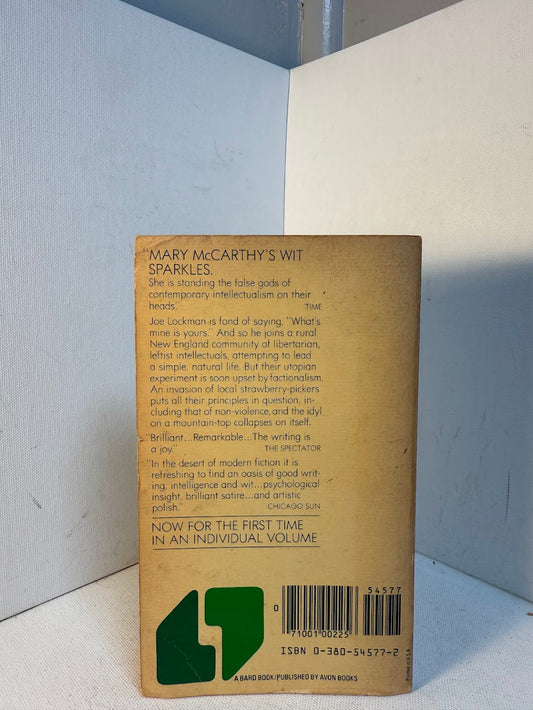 "MARY McCARTHY'S WIT
SPARKLES.
She is standing the false gods of
contemporary intellectualism on their
heads." TIME
Joe Lockman is fond of saying, "What's
mine is yours." And so he joins a rural
New England community of libertarian,
leftist intellectuals, attempting to lead
a simple, natural life. But their utopian
experiment is soon upset by factionalism.
An invasion of local strawberry-pickers
puts all their principles in question, in-
cluding that of non-violence, and the idyl
on a mountain-top collapses on itself.
"Brilliant...Remarkable...The writing is
a joy." THE SPECTATOR
"In the desert of modern fiction it is
refreshing to find an oasis of good writ-
ing, intelligence and wit...psychological
insight, brilliant satire...and artistic
polish." CHICAGO SUN
NOW FOR THE FIRST TIME
IN AN INDIVIDUAL VOLUME
54577
0
71001 00225
ISBN 0-380-54577-2
A BARD BOOK/PUBLISHED BY AVON BOOKS
Printed in U.S.A.